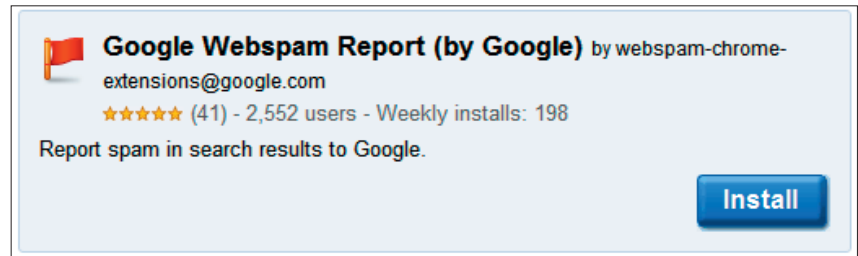 Google Webspam Report (by Google) by webspam-chrome-
extensions@google.com
(41) - 2,552 users - Weekly installs: 198
Report spam in search results to Google.
Install